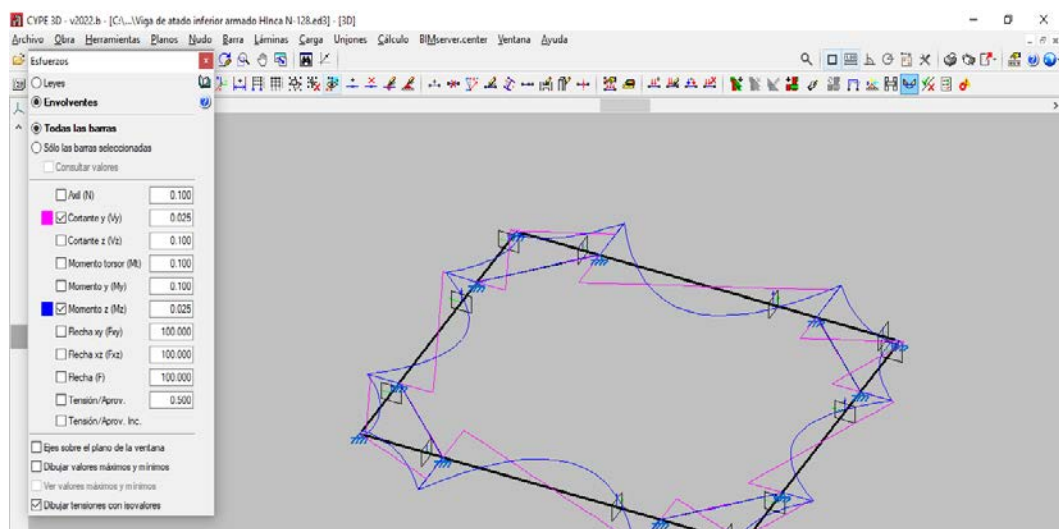 CYPE 3D - v2022.b - [C:\...\Viga de atado inferior armado HInca N-128.ed3] - [3D]
Archivo Obra Herramientas Planos Nudo Barra Láminas Carga Uniones Cálculo BIMserver.center Ventana Ayuda
Esfuerzos
Leyes
Envolventes
Todas las barras
Sólo las barras seleccionadas
Consultar valores
Axil (N) 0.100
Cortante y (Vy) 0.025
Cortante z (Vz) 0.100
Momento torsor (Mt) 0.100
Momento y (My) 0.100
Momento z (Mz) 0.025
Flecha xy (Fxy) 100.000
Flecha xz (Fxz) 100.000
Flecha (F) 100.000
Tensión/Aprov. 0.500
Tensión/Aprov. Inc.
Ejes sobre el plano de la ventana
Dibujar valores máximos y mínimos
Ver valores máximos y mínimos
Dibujar tensiones con isovalores